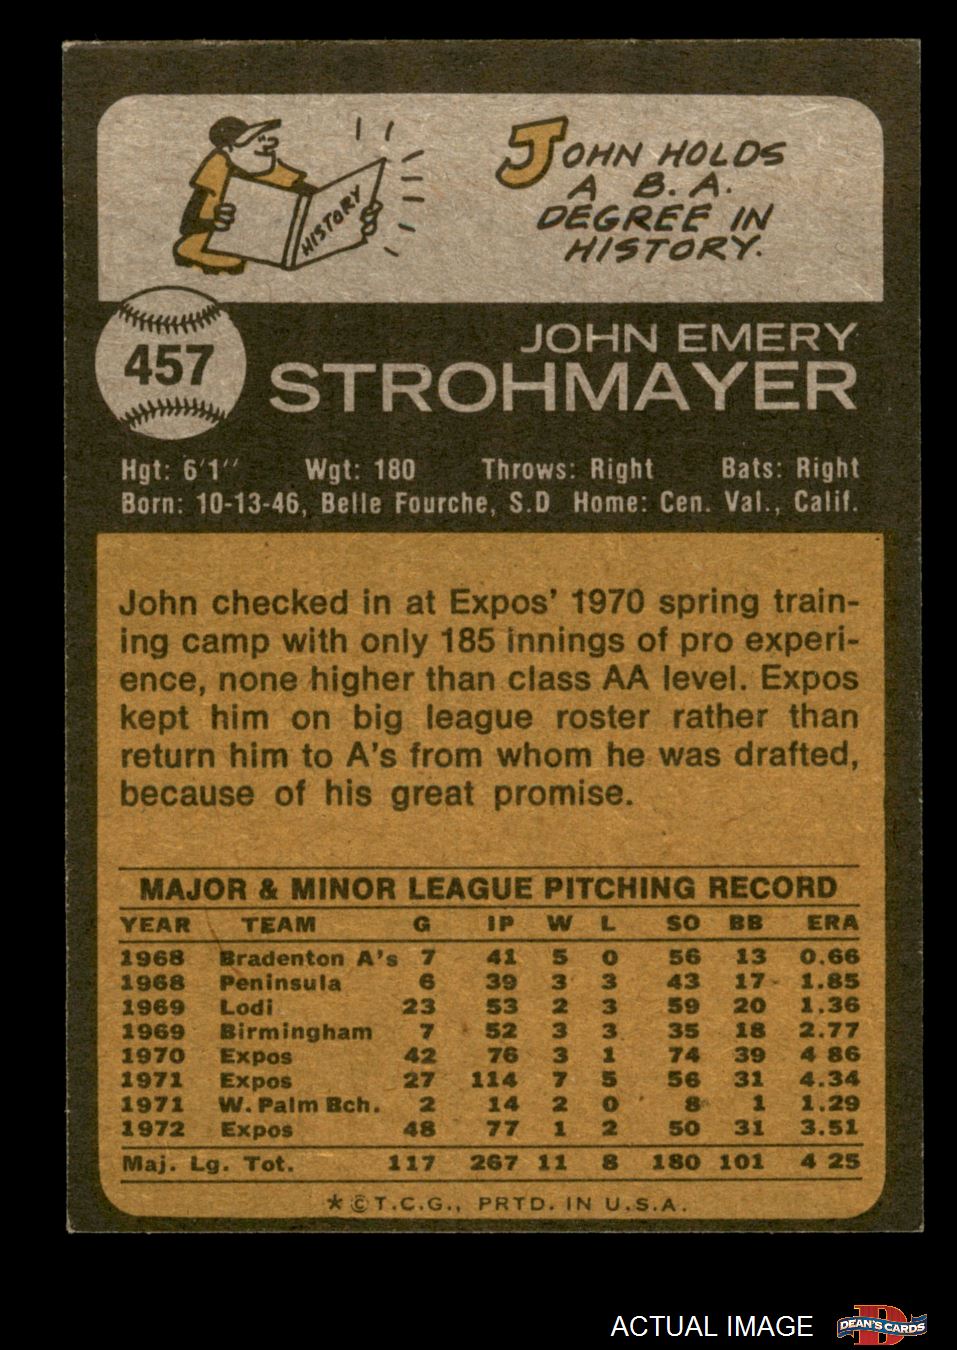 JOHN HOLDS
A B.A.
DEGREE IN
HISTORY.
HISTORY
457
JOHN EMERY
STROHMAYER
Hgt: 6'1" Wgt: 180 Throws: Right Bats: Right
Born: 10-13-46, Belle Fourche, S.D Home: Cen. Val., Calif.
John checked in at Expos' 1970 spring train-
ing camp with only 185 innings of pro experi-
ence, none higher than class AA level. Expos
kept him on big league roster rather than
return him to A's from whom he was drafted,
because of his great promise.
MAJOR & MINOR LEAGUE PITCHING RECORD
YEAR TEAM G IP W L SO BB ERA
1968 Bradenton A's 7 41 5 0 56 13 0.66
1968 Peninsula 6 39 3 3 43 17 1.85
1969 Lodi 23 53 2 3 59 20 1.36
1969 Birmingham 7 52 3 3 35 18 2.77
1970 Expos 42 76 3 1 74 39 4 86
1971 Expos 27 114 7 5 56 31 4.34
1971 W. Palm Bch. 2 14 2 0 8 1 1.29
1972 Expos 48 77 1 2 50 31 3.51
Maj. Lg. Tot. 117 267 11 8 180 101 4 25
*©T.C.G., PRTD. IN U.S.A.
ACTUAL IMAGE
D
DEAN'S CARDS